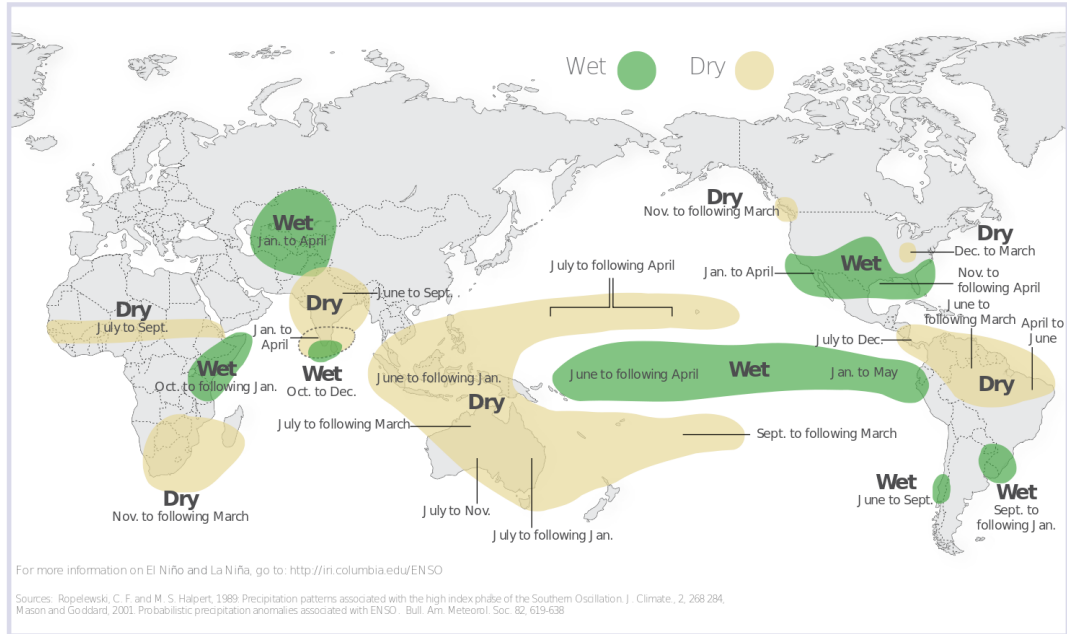 Wet
Dry
Dry
Nov. to following March
Wet
Jan. to April
Dry
Dec. to March
Wet
Jan. to April
Nov. to
following April
July to following April
Dry
June to Sept.
Dry
July to Sept.
Jan. to
April
June to
following March
April to
June
July to Dec.
Wet
Oct. to following Jan.
Wet
Oct. to Dec.
June to following Jan.
Dry
June to following April
Wet
Jan. to May
Dry
July to following March
Sept. to following March
Dry
Nov. to following March
July to Nov.
July to following Jan.
Wet
June to Sept.
Wet
Sept. to
following Jan.
For more information on El Niño and La Niña, go to: http://iri.columbia.edu/ENSO
Sources: Ropelewski, C. F. and M. S. Halpert, 1989: Precipitation patterns associated with the high index phase of the Southern Oscillation. J. Climate., 2, 268 284,
Mason and Goddard, 2001. Probabilistic precipitation anomalies associated with ENSO. Bull. Am. Meteorol. Soc. 82, 619-638